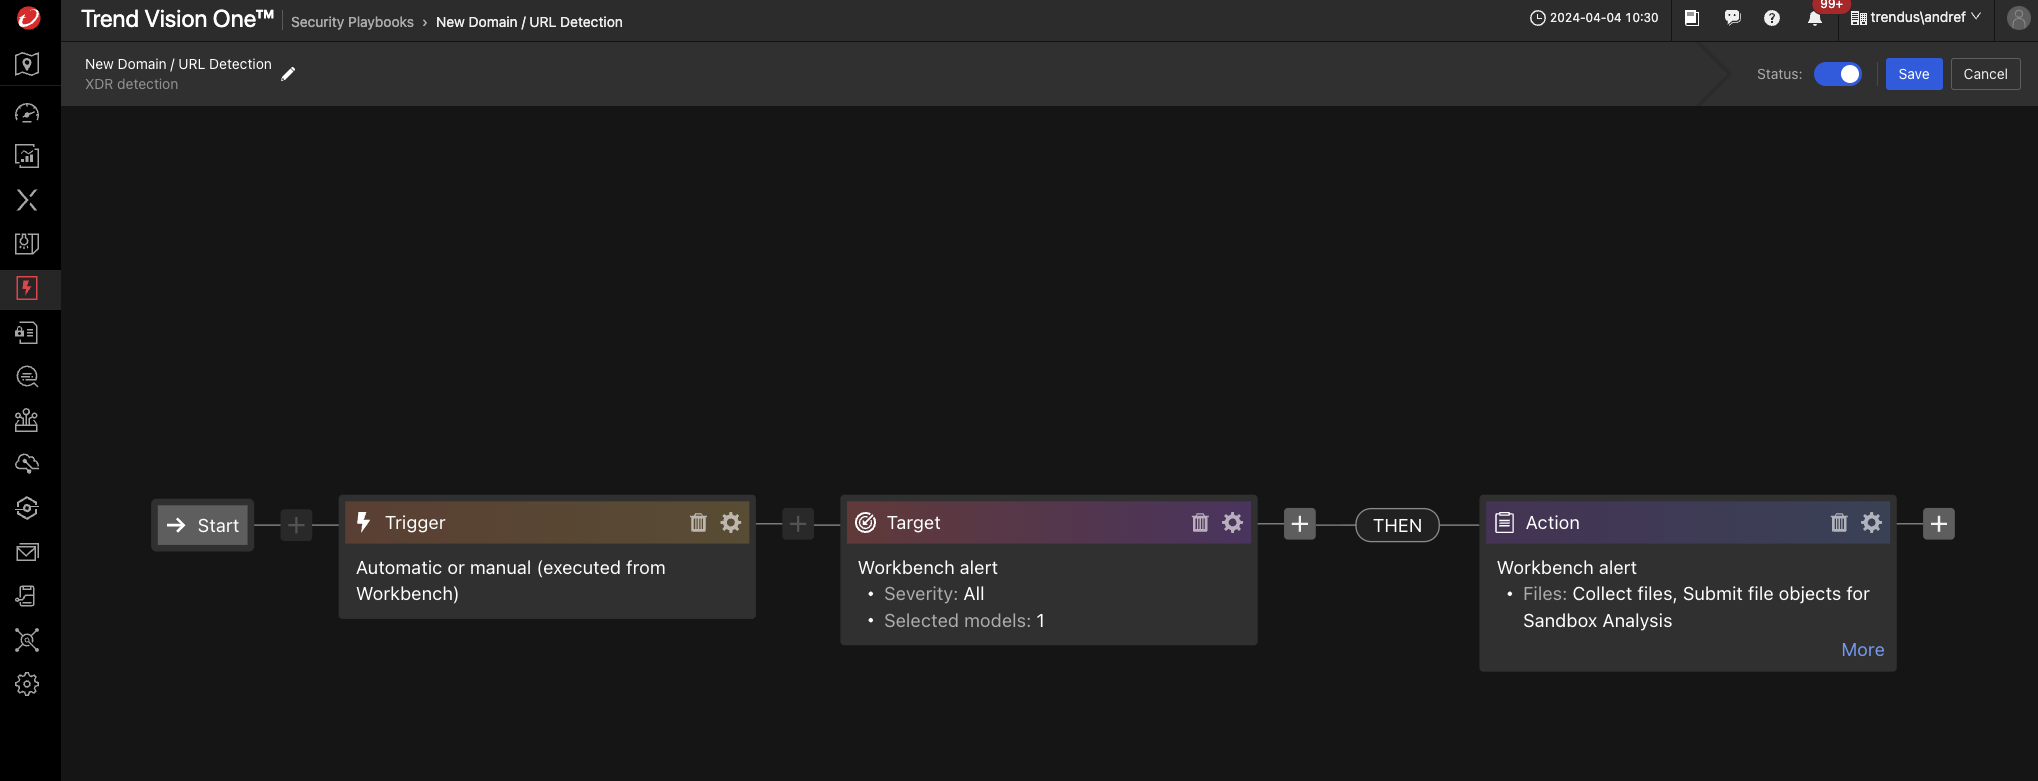 Trend Vision One™
Security Playbooks › New Domain / URL Detection
2024-04-04 10:30
99+
trendus\andref
New Domain / URL Detection
XDR detection
Status:
Save
Cancel
Start
Trigger
Automatic or manual (executed from
Workbench)
Target
Workbench alert
• Severity: All
• Selected models: 1
THEN
Action
Workbench alert
• Files: Collect files, Submit file objects for
Sandbox Analysis
More